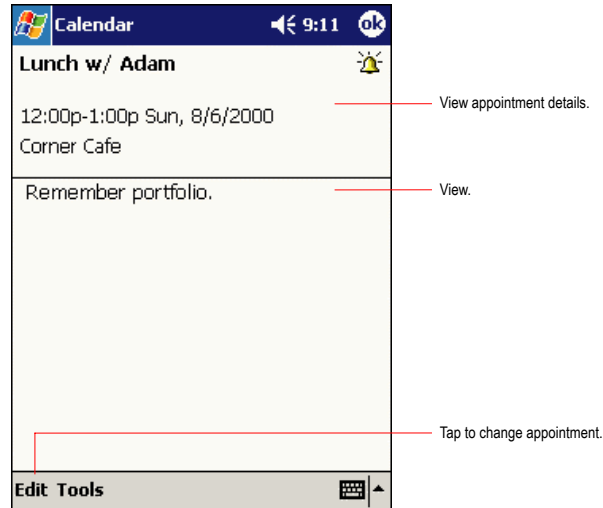 Calendar 9:11 ok
Lunch w/ Adam
12:00p-1:00p Sun, 8/6/2000
View appointment details.
Corner Cafe
Remember portfolio.
View.
Tap to change appointment.
Edit Tools